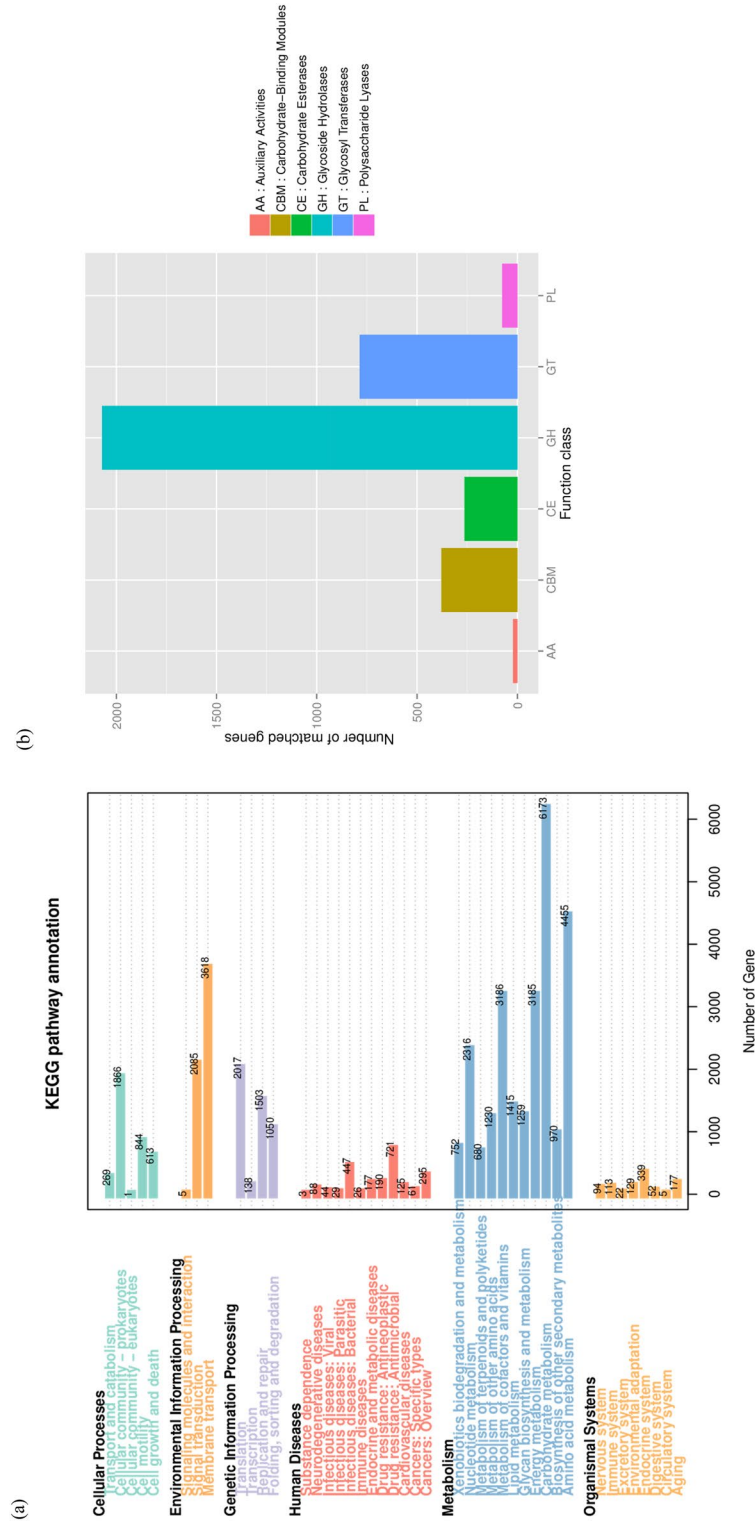 (a)
KEGG pathway annotation
Cellular Processes
Transport and catabolism 269
Cellular community – prokaryotes 1866
Cellular community – eukaryotes 1
Cell motility 844
Cell growth and death 613
Environmental Information Processing
Signaling molecules and interaction 5
Signal transduction 2085
Membrane transport 3618
Genetic Information Processing
Translation 2017
Transcription 138
Replication and repair 1503
Folding, sorting and degradation 1050
Human Diseases
Substance dependence 3
Neurodegenerative diseases 88
Infectious diseases: Viral 44
Infectious diseases: Parasitic 29
Infectious diseases: Bacterial 447
Immune diseases 26
Endocrine and metabolic diseases 177
Drug resistance: Antineoplastic 190
Drug resistance: Antimicrobial 721
Cardiovascular diseases 125
Cancers: Specific types 61
Cancers: Overview 295
Metabolism
Xenobiotics biodegradation and metabolism 752
Nucleotide metabolism 2316
Metabolism of terpenoids and polyketides 680
Metabolism of other amino acids 1230
Metabolism of cofactors and vitamins 3186
Lipid metabolism 1415
Glycan biosynthesis and metabolism 1259
Energy metabolism 3185
Carbohydrate metabolism 6173
Biosynthesis of other secondary metabolites 970
Amino acid metabolism 4455
Organismal Systems
Nervous system 94
Immune system 113
Excretory system 22
Environmental adaptation 129
Endocrine system 339
Digestive system 52
Circulatory system 5
Aging 177
0 1000 2000 3000 4000 5000 6000
Number of Gene
(b)
Number of matched genes
2000
1500
1000
500
0
AA CBM CE GH GT PL
Function class
AA : Auxiliary Activities
CBM : Carbohydrate–Binding Modules
CE : Carbohydrate Esterases
GH : Glycoside Hydrolases
GT : Glycosyl Transferases
PL : Polysaccharide Lyases